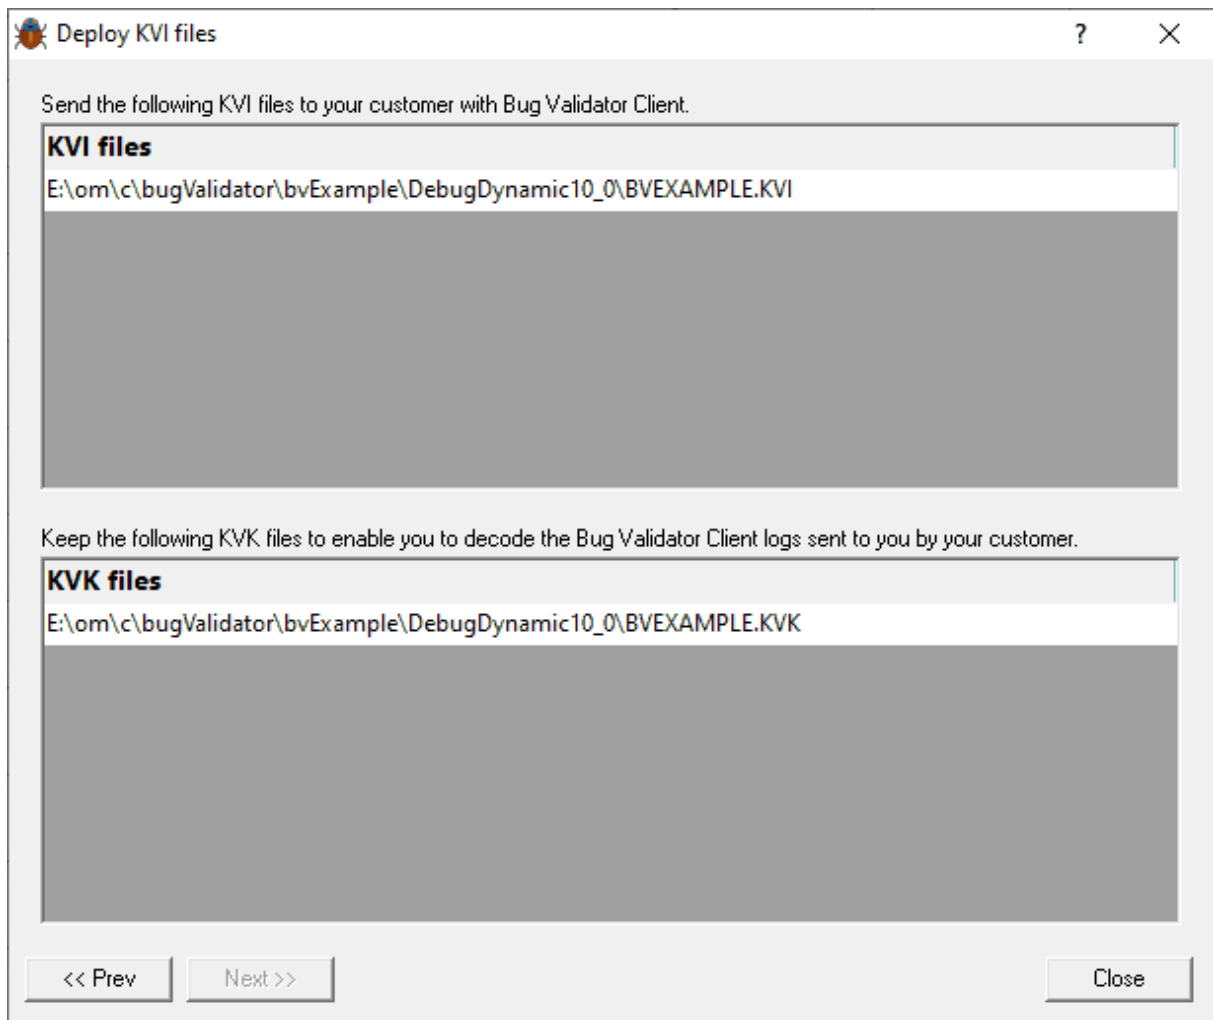 Deploy KVI files
?
Send the following KVI files to your customer with Bug Validator Client.
KVI files
E:\om\c\bugValidator\bvExample\DebugDynamic10_0\BVEXAMPLE.KVI
Keep the following KVK files to enable you to decode the Bug Validator Client logs sent to you by your customer.
KVK files
E:\om\c\bugValidator\bvExample\DebugDynamic10_0\BVEXAMPLE.KVK
<< Prev
Next >>
Close